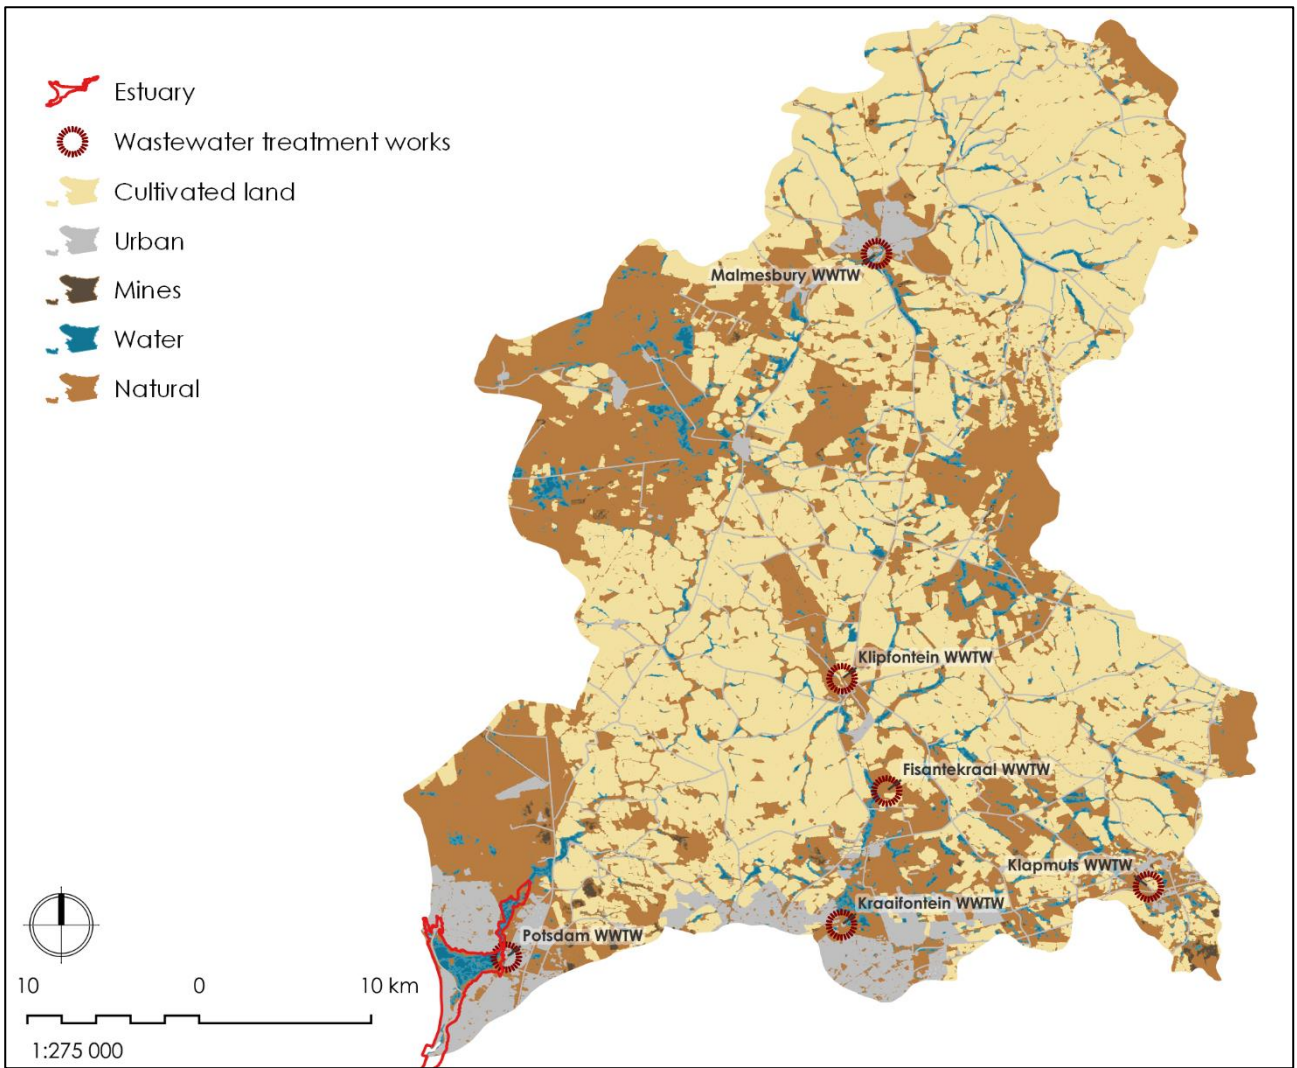 Estuary
Wastewater treatment works
Cultivated land
Urban
Mines
Water
Natural
Malmesbury WWTW
Klipfontein WWTW
Fisantekraal WWTW
Klapmuts WWTW
Kraaifontein WWTW
Potsdam WWTW
10 0 10 km
1:275 000